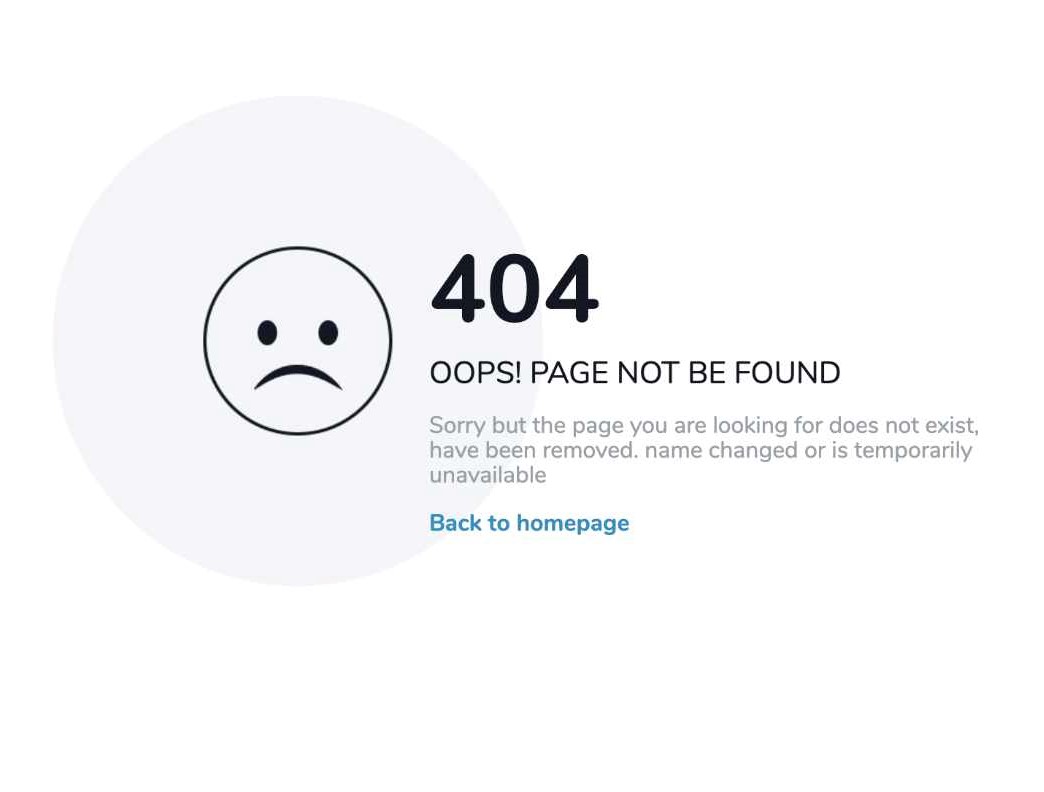 404
OOPS! PAGE NOT BE FOUND
Sorry but the page you are looking for does not exist,
have been removed. name changed or is temporarily
unavailable
Back to homepage